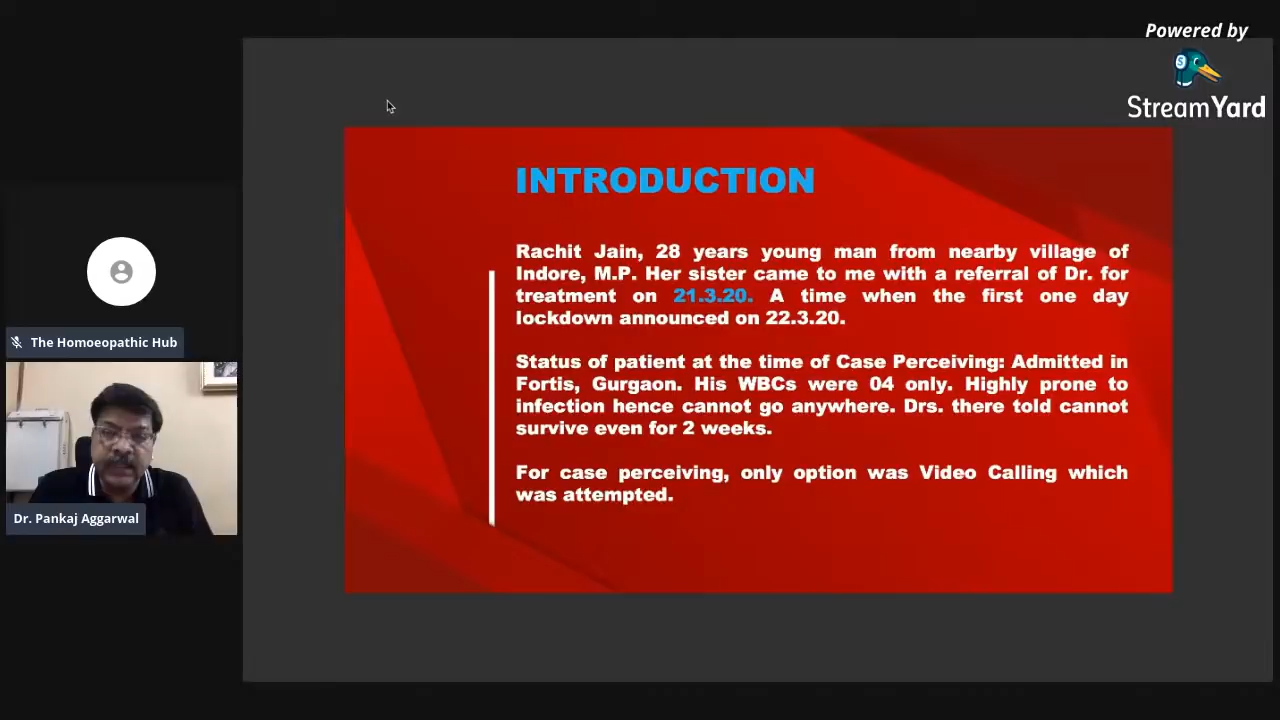 Powered by
S
StreamYard
INTRODUCTION
Rachit Jain, 28 years young man from nearby village of
Indore, M.P. Her sister came to me with a referral of Dr. for
treatment on 21.3.20. A time when the first one day
lockdown announced on 22.3.20.
Status of patient at the time of Case Perceiving: Admitted in
Fortis, Gurgaon. His WBCs were 04 only. Highly prone to
infection hence cannot go anywhere. Drs. there told cannot
survive even for 2 weeks.
For case perceiving, only option was Video Calling which
was attempted.
The Homoeopathic Hub
Dr. Pankaj Aggarwal